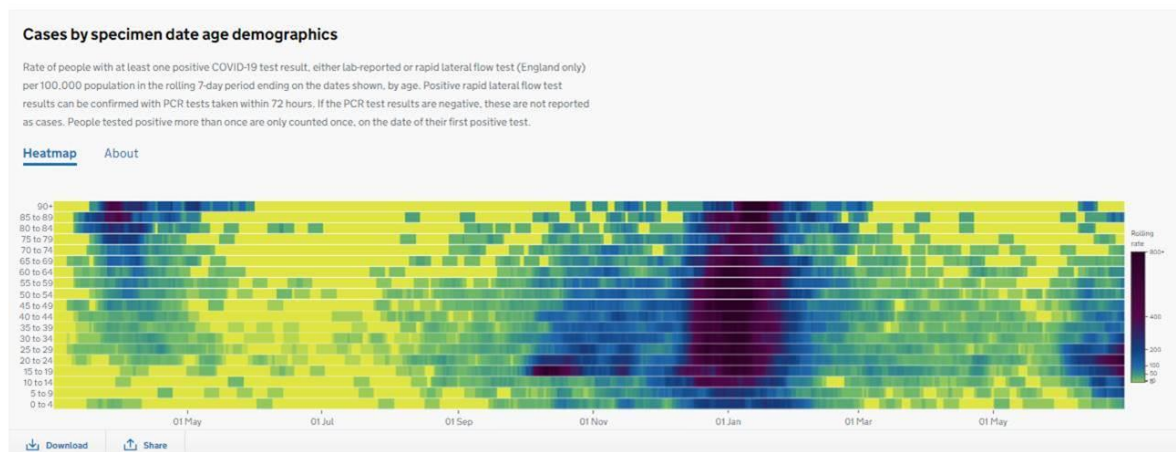 Cases by specimen date age demographics
Rate of people with at least one positive COVID-19 test result, either lab-reported or rapid lateral flow test (England only)
per 100,000 population in the rolling 7-day period ending on the dates shown, by age. Positive rapid lateral flow test
results can be confirmed with PCR tests taken within 72 hours. If the PCR test results are negative, these are not reported
as cases. People tested positive more than once are only counted once, on the date of their first positive test.
Heatmap About
90+
85 to 89
80 to 84
75 to 79
70 to 74
65 to 69
60 to 64
55 to 59
50 to 54
45 to 49
40 to 44
35 to 39
30 to 34
25 to 29
20 to 24
15 to 19
10 to 14
5 to 9
0 to 4
01 May 01 Jul 01 Sep 01 Nov 01 Jan 01 Mar 01 May
Rolling
rate
800+
400
200
100
50
Download Share